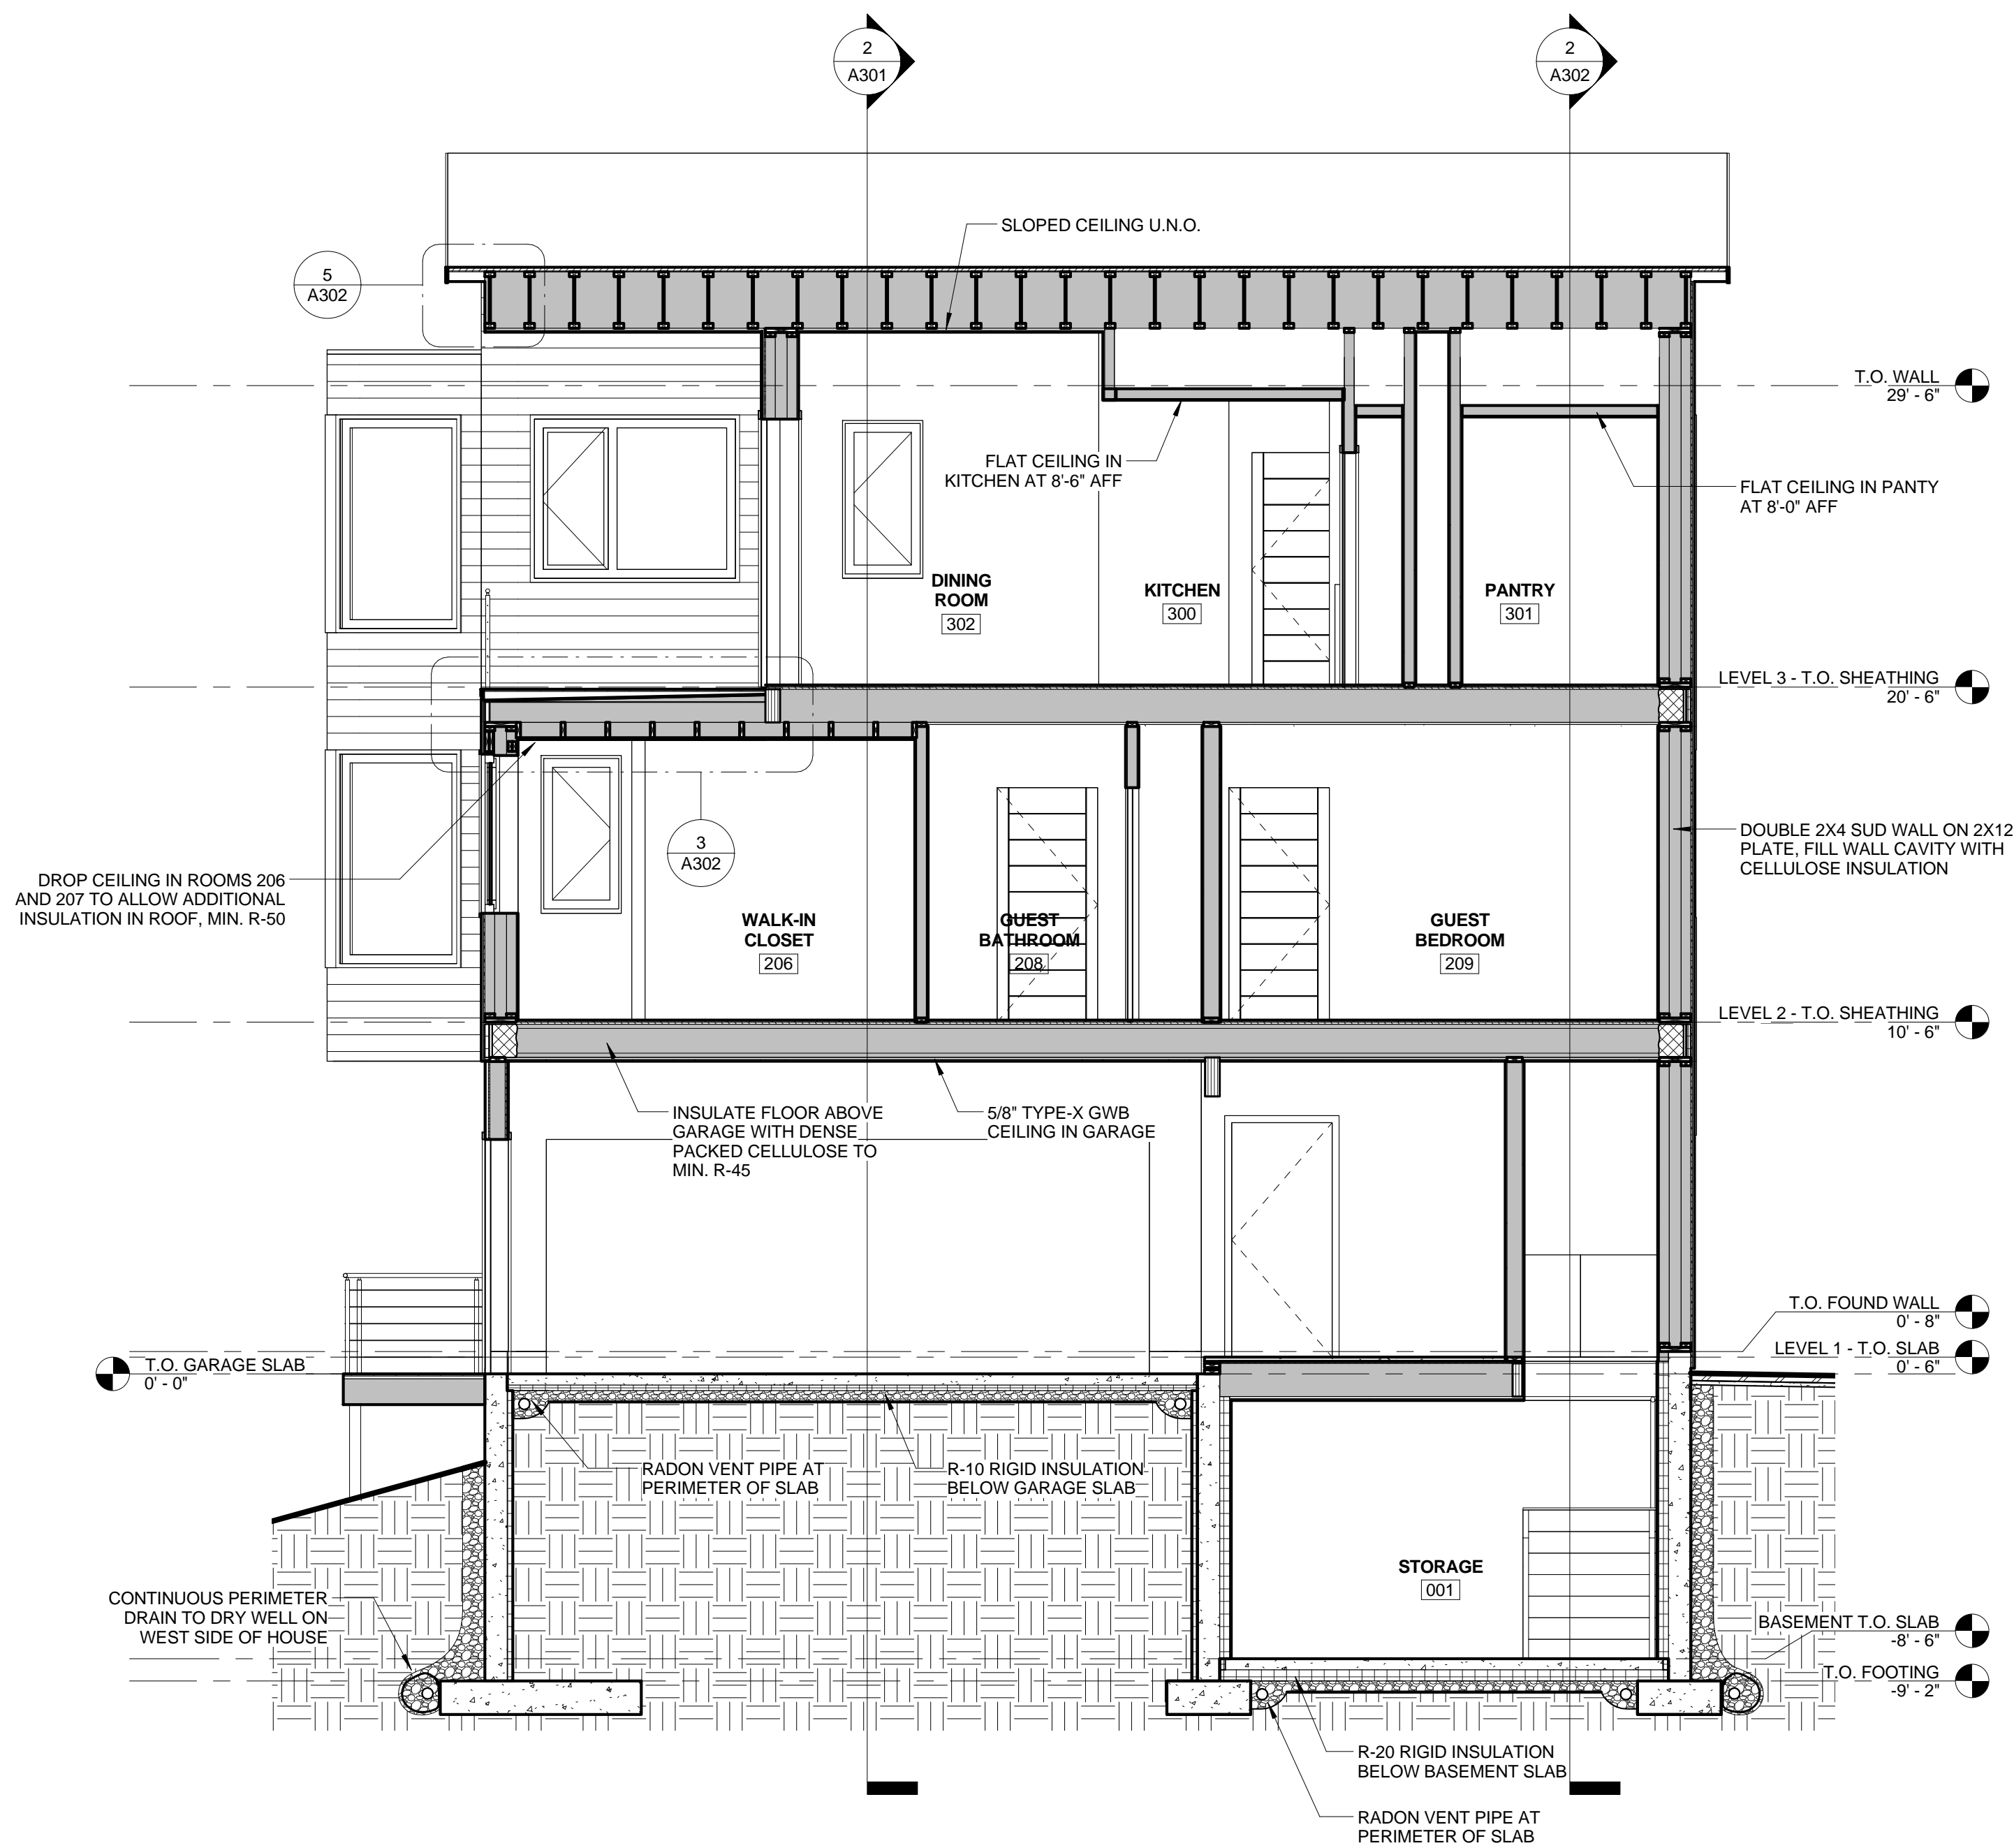 2
A301
2
A302
SLOPED CEILING U.N.O.
5
A302
T.O. WALL
29' - 6"
FLAT CEILING IN
KITCHEN AT 8'-6" AFF
FLAT CEILING IN PANTY
AT 8'-0" AFF
DINING
ROOM
302
KITCHEN
300
PANTRY
301
LEVEL 3 - T.O. SHEATHING
20' - 6"
3
A302
DOUBLE 2X4 SUD WALL ON 2X12
PLATE, FILL WALL CAVITY WITH
CELLULOSE INSULATION
DROP CEILING IN ROOMS 206
AND 207 TO ALLOW ADDITIONAL
INSULATION IN ROOF, MIN. R-50
WALK-IN
CLOSET
206
GUEST
BATHROOM
208
GUEST
BEDROOM
209
LEVEL 2 - T.O. SHEATHING
10' - 6"
INSULATE FLOOR ABOVE
GARAGE WITH DENSE
PACKED CELLULOSE TO
MIN. R-45
5/8" TYPE-X GWB
CEILING IN GARAGE
T.O. FOUND WALL
0' - 8"
LEVEL 1 - T.O. SLAB
0' - 6"
T.O. GARAGE SLAB
0' - 0"
RADON VENT PIPE AT
PERIMETER OF SLAB
R-10 RIGID INSULATION
BELOW GARAGE SLAB
STORAGE
001
CONTINUOUS PERIMETER
DRAIN TO DRY WELL ON
WEST SIDE OF HOUSE
BASEMENT T.O. SLAB
-8' - 6"
T.O. FOOTING
-9' - 2"
R-20 RIGID INSULATION
BELOW BASEMENT SLAB
RADON VENT PIPE AT
PERIMETER OF SLAB